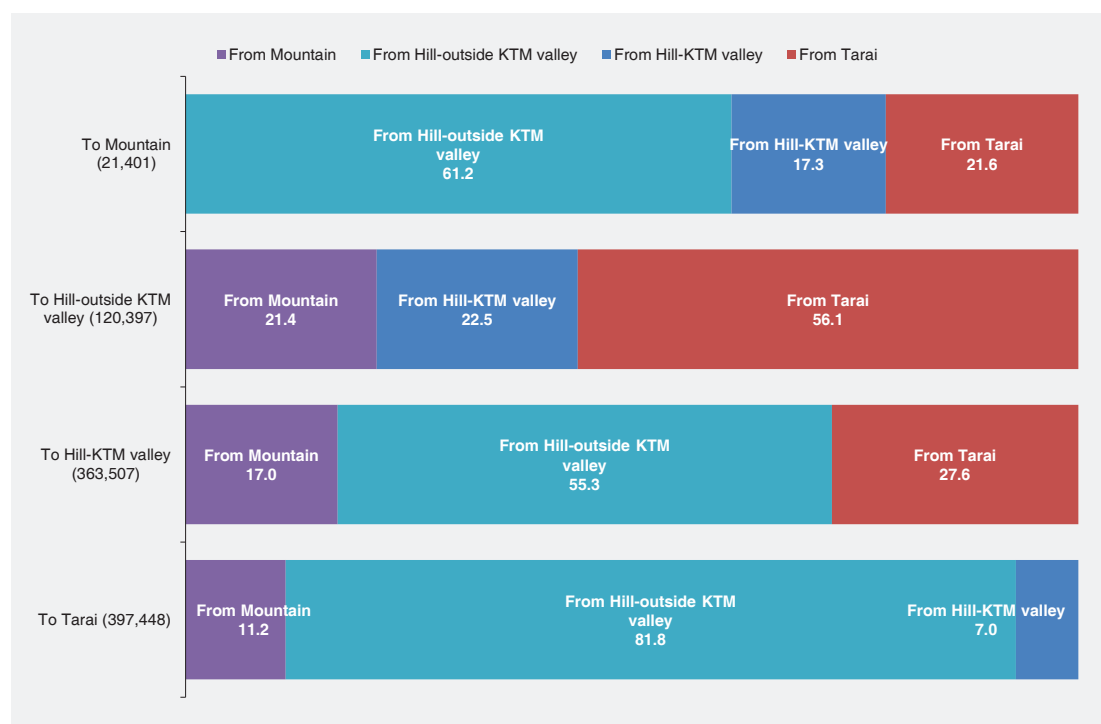 From Mountain From Hill-outside KTM valley From Hill-KTM valley From Tarai
To Mountain
(21,401)
From Hill-outside KTM
valley
61.2
From Hill-KTM valley
17.3
From Tarai
21.6
To Hill-outside KTM
valley (120,397)
From Mountain
21.4
From Hill-KTM valley
22.5
From Tarai
56.1
To Hill-KTM valley
(363,507)
From Mountain
17.0
From Hill-outside KTM
valley
55.3
From Tarai
27.6
To Tarai (397,448)
From Mountain
11.2
From Hill-outside KTM
valley
81.8
From Hill-KTM valley
7.0